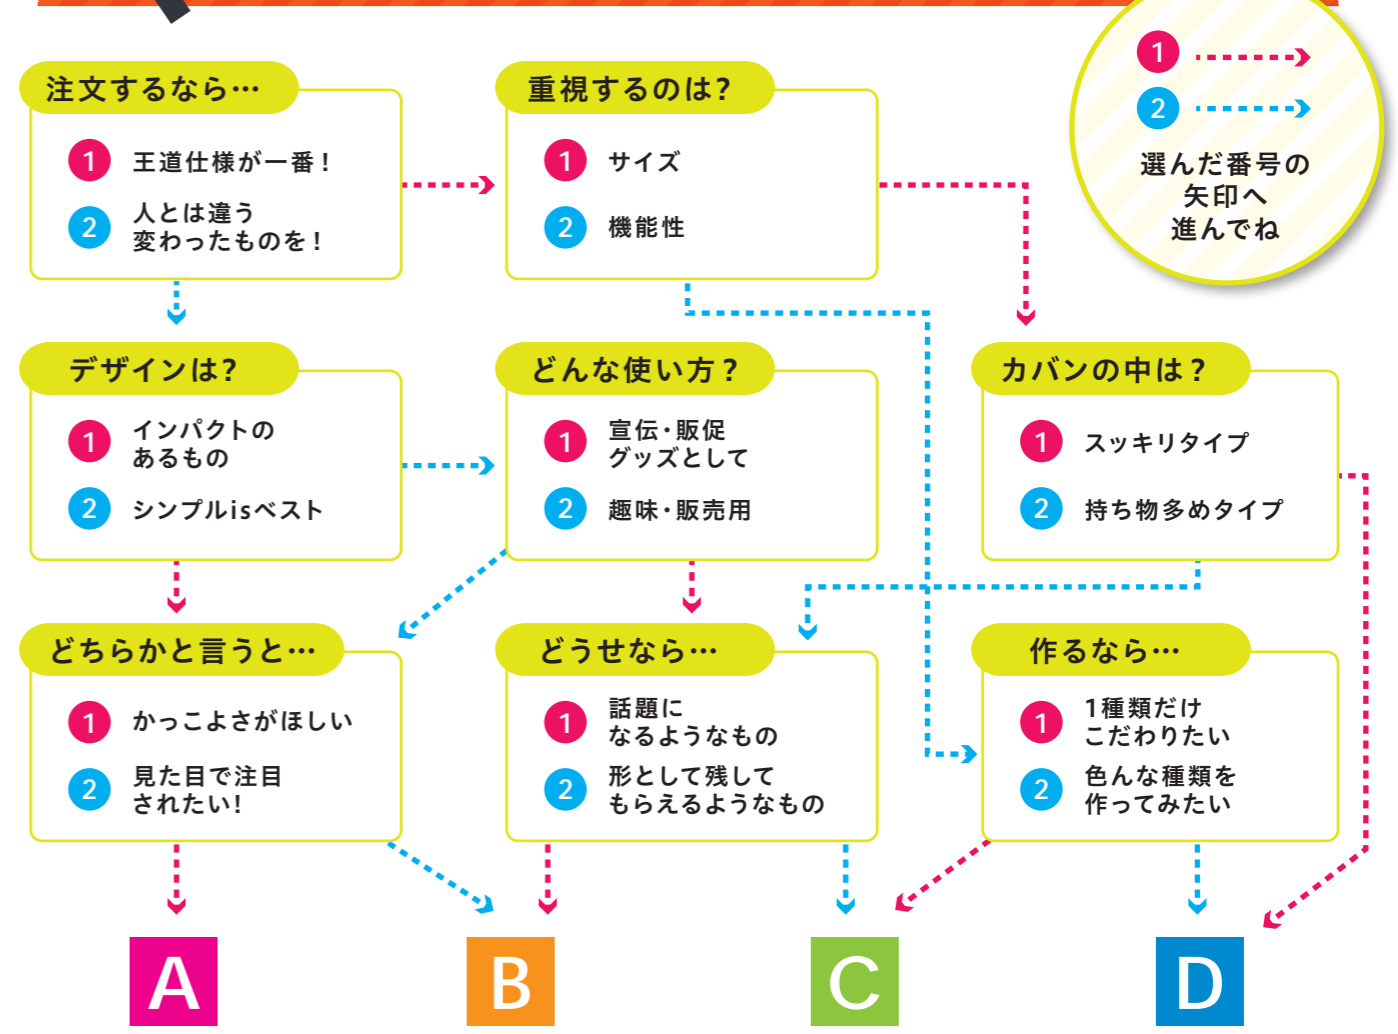 1
2
選んだ番号の
矢印へ
進んでね
注文するなら…
1 王道仕様が一番！
2 人とは違う
変わったものを！
重視するのは？
1 サイズ
2 機能性
デザインは？
1 インパクトの
あるもの
2 シンプルisベスト
どんな使い方？
1 宣伝・販促
グッズとして
2 趣味・販売用
カバンの中は？
1 スッキリタイプ
2 持ち物多めタイプ
どちらかと言うと…
1 かっこよさがほしい
2 見た目で注目
されたい！
どうせなら…
1 話題に
なるようなもの
2 形として残して
もらえるようなもの
作るなら…
1 1種類だけ
こだわりたい
2 色んな種類を
作ってみたい
A
B
C
D